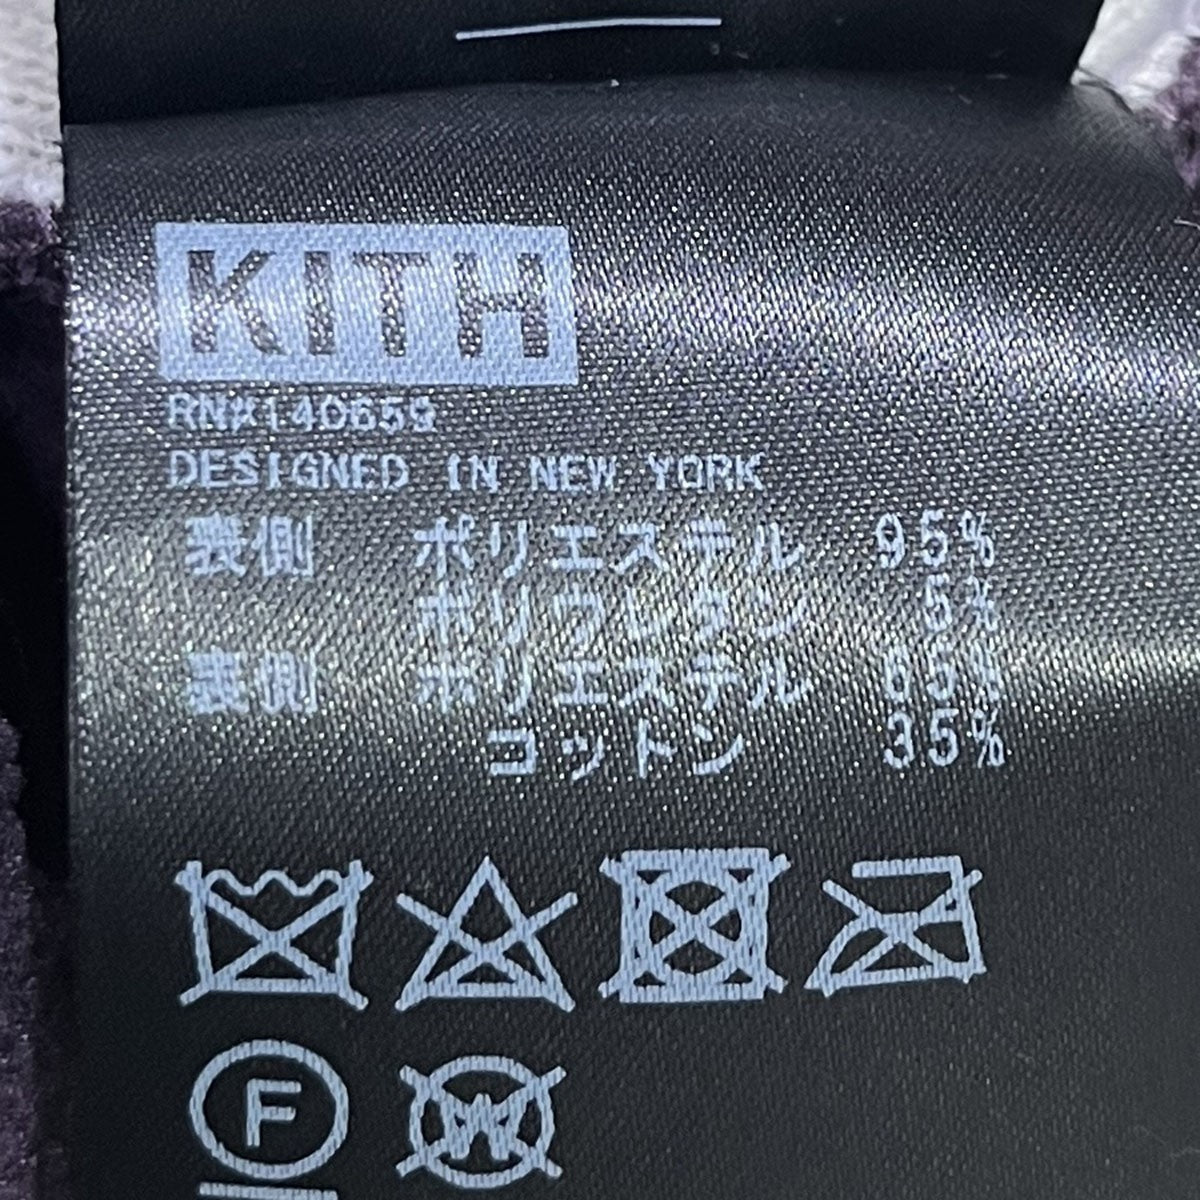 KITH
RN#140659
DESIGNED IN NEW YORK
表側 ポリエステル 95%
ポリウレタン 5%
裏側 ポリエステル 65%
コットン 35%
F W